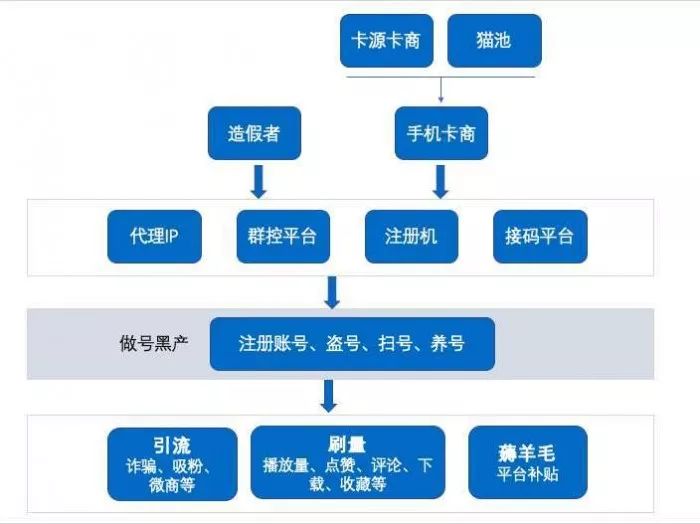 卡源卡商
猫池
造假者
手机卡商
代理IP
群控平台
注册机
接码平台
做号黑产
注册账号、盗号、扫号、养号
引流
诈骗、吸粉、
微商等
刷量
播放量、点赞、评论、下
载、收藏等
薅羊毛
平台补贴